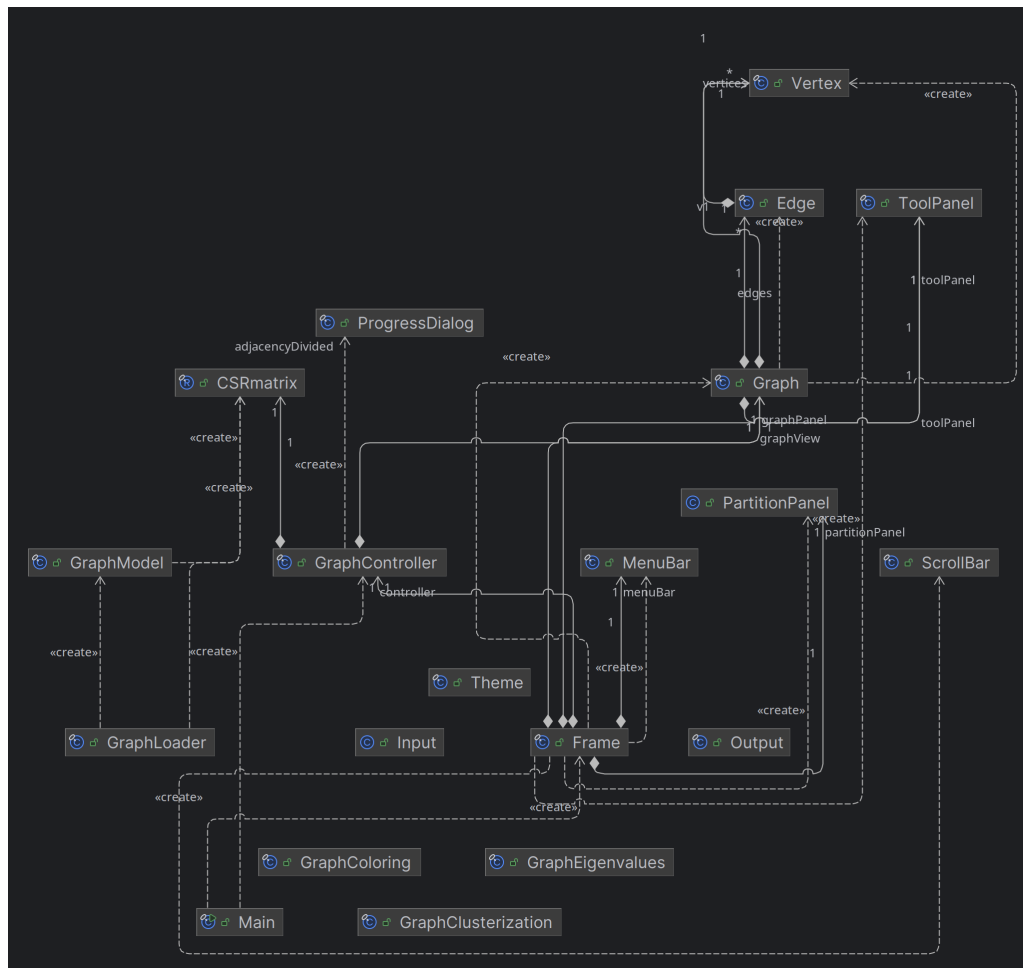 1
*
vertices
Vertex
1
«create»
v1
1
Edge
ToolPanel
«create»
*
1
1
toolPanel
edges
ProgressDialog
1
adjacencyDivided
«create»
CSRmatrix
Graph
1
1
1
graphPanel
toolPanel
«create»
1
graphView
1
«create»
«create»
PartitionPanel
«create»
1
partitionPanel
GraphModel
GraphController
MenuBar
ScrollBar
1
1
controller
1
menuBar
1
«create»
«create»
«create»
1
Theme
«create»
GraphLoader
Input
Frame
Output
«create»
«create»
GraphColoring
GraphEigenvalues
Main
GraphClusterization